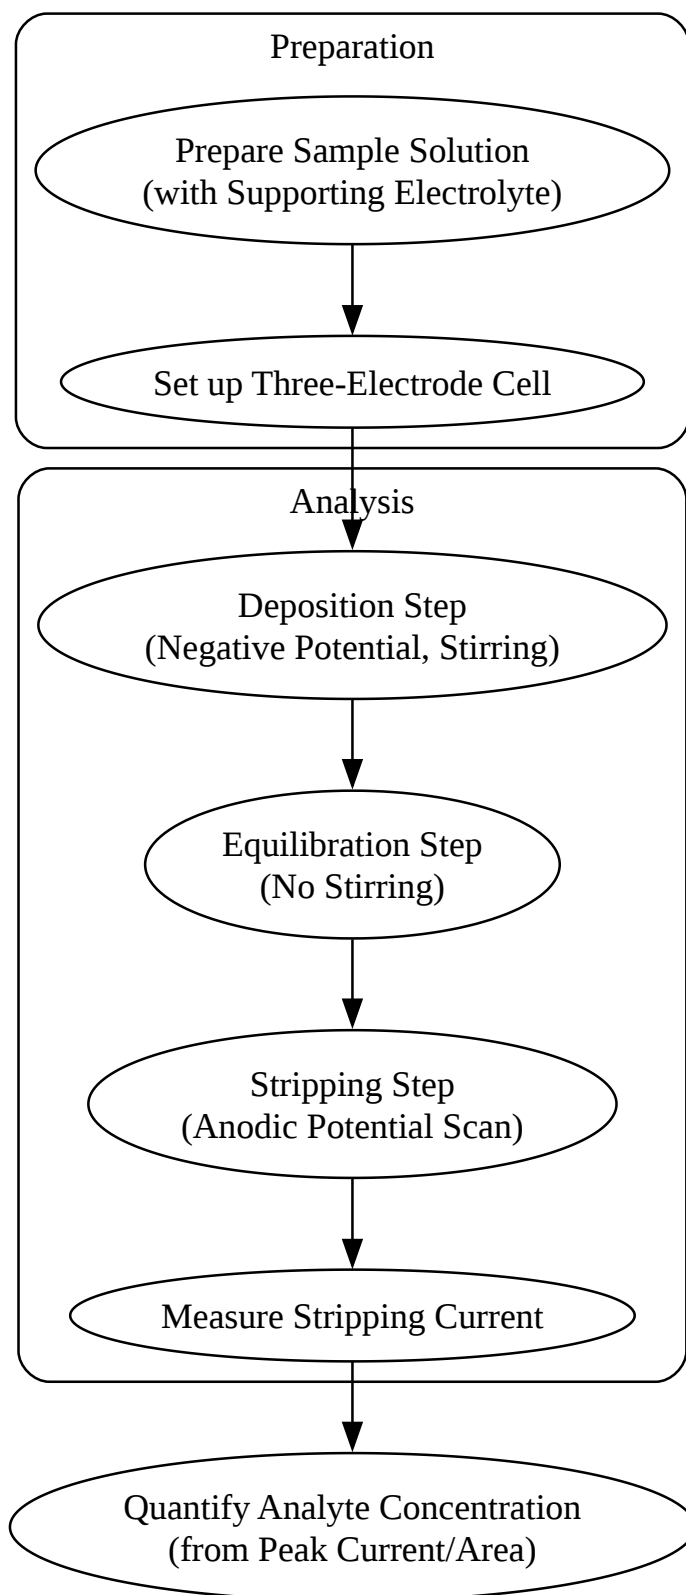 Preparation
Prepare Sample Solution
(with Supporting Electrolyte)
Set up Three-Electrode Cell
Analysis
Deposition Step
(Negative Potential, Stirring)
Equilibration Step
(No Stirring)
Stripping Step
(Anodic Potential Scan)
Measure Stripping Current
Quantify Analyte Concentration
(from Peak Current/Area)